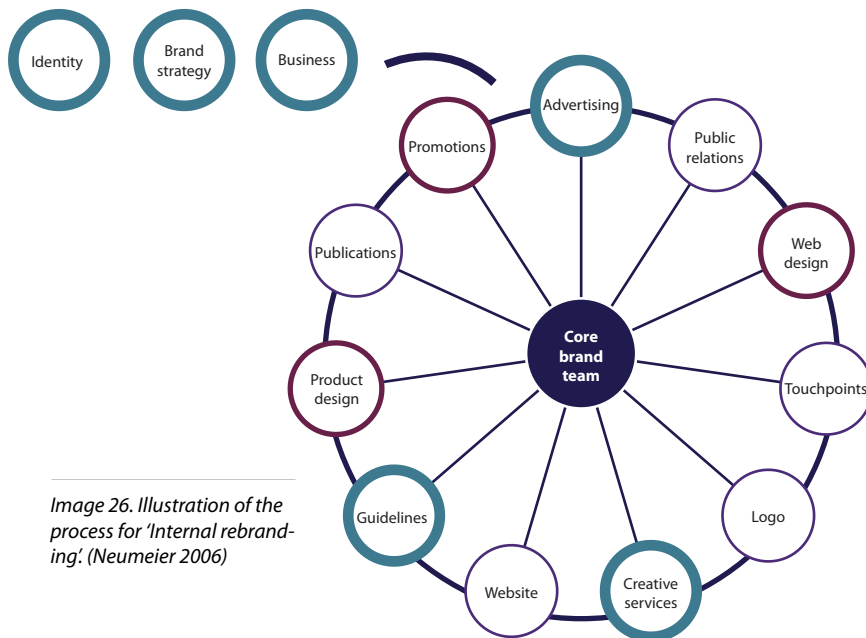 Identity
Brand
strategy
Business
Advertising
Public
relations
Promotions
Web
design
Publications
Core
brand
team
Product
design
Touchpoints
Image 26. Illustration of the
process for ‘Internal rebrand-
ing’. (Neumeier 2006)
Guidelines
Logo
Website
Creative
services